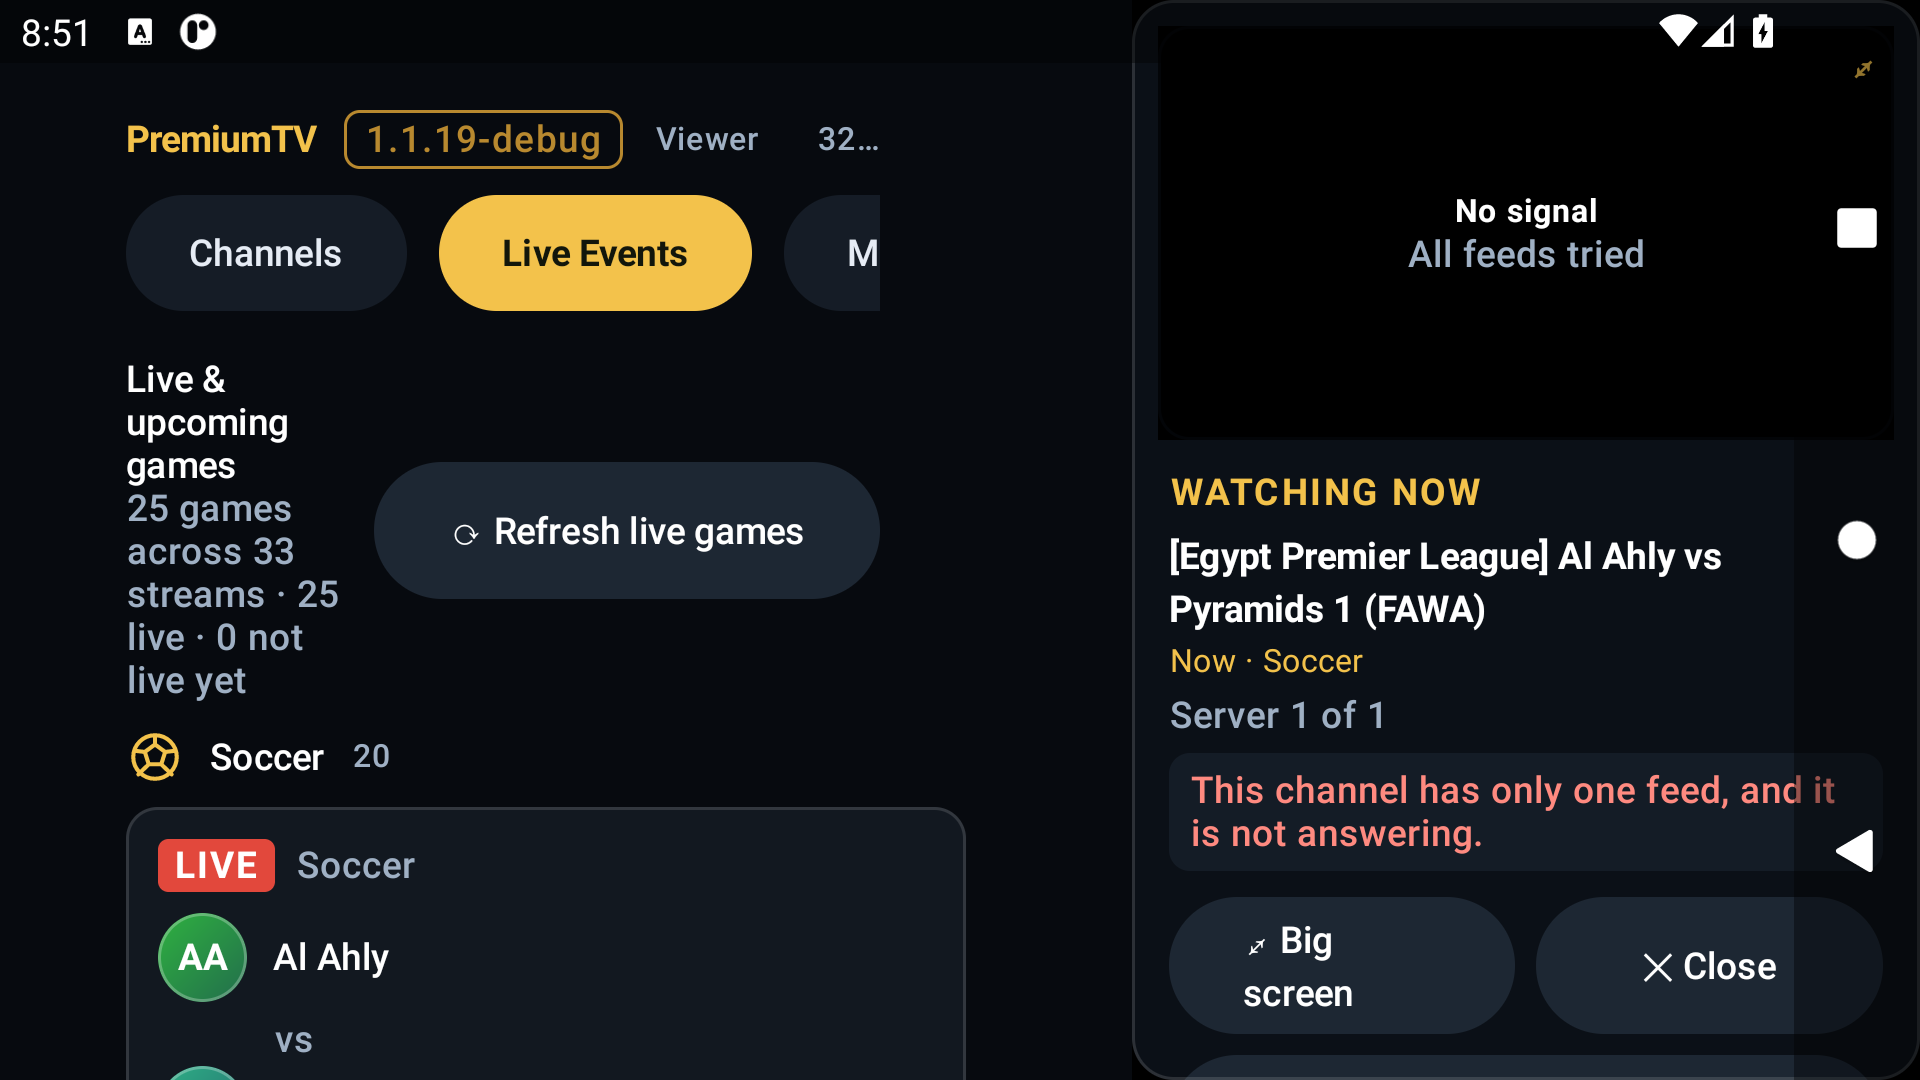 8:51
PremiumTV 1.1.19-debug Viewer 32…
Channels Live Events M
Live &
upcoming
games
25 games
across 33
streams · 25
live · 0 not
live yet
Refresh live games
Soccer 20
LIVE Soccer
AA Al Ahly
vs
No signal
All feeds tried
WATCHING NOW
[Egypt Premier League] Al Ahly vs
Pyramids 1 (FAWA)
Now · Soccer
Server 1 of 1
This channel has only one feed, and it
is not answering.
Big
screen
Close